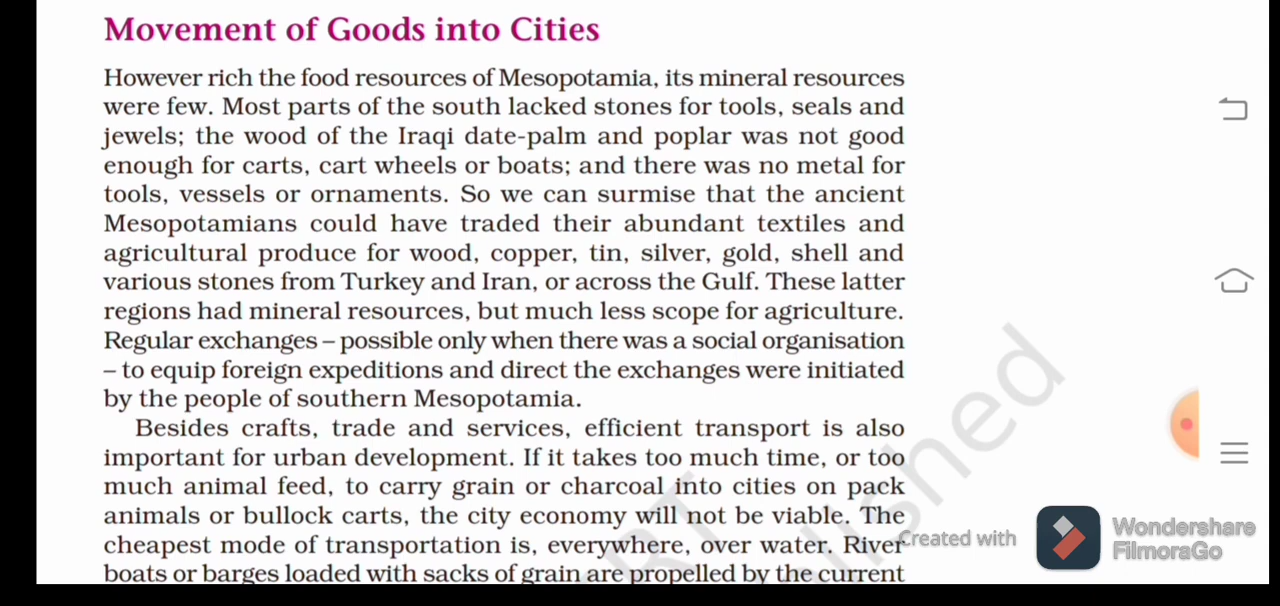 Movement of Goods into Cities
However rich the food resources of Mesopotamia, its mineral resources
were few. Most parts of the south lacked stones for tools, seals and
jewels; the wood of the Iraqi date-palm and poplar was not good
enough for carts, cart wheels or boats; and there was no metal for
tools, vessels or ornaments. So we can surmise that the ancient
Mesopotamians could have traded their abundant textiles and
agricultural produce for wood, copper, tin, silver, gold, shell and
various stones from Turkey and Iran, or across the Gulf. These latter
regions had mineral resources, but much less scope for agriculture.
Regular exchanges – possible only when there was a social organisation
– to equip foreign expeditions and direct the exchanges were initiated
by the people of southern Mesopotamia.
Besides crafts, trade and services, efficient transport is also
important for urban development. If it takes too much time, or too
much animal feed, to carry grain or charcoal into cities on pack
animals or bullock carts, the city economy will not be viable. The
cheapest mode of transportation is, everywhere, over water. River
boats or barges loaded with sacks of grain are propelled by the current
Created with
Wondershare
FilmoraGo